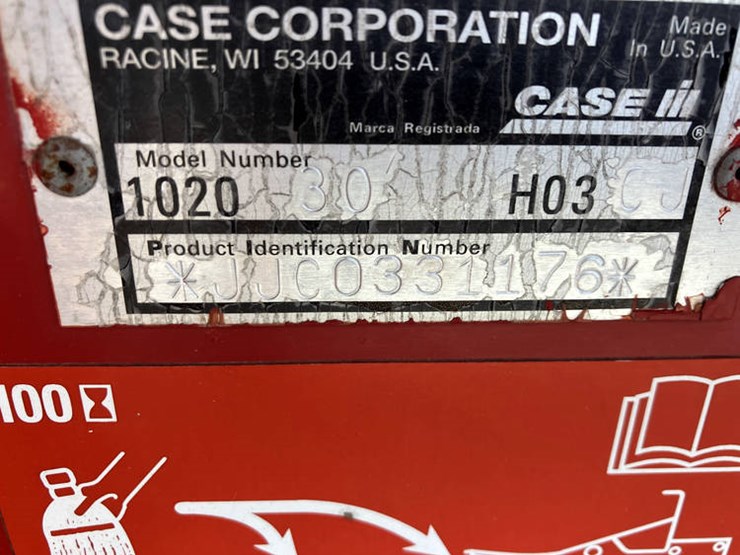 CASE CORPORATION
RACINE, WI 53404 U.S.A.
Made
In U.S.A.
CASE IH
®
Marca Registrada
Model Number
1020 30 H03 CJ
Product Identification Number
*JJC0331176*
100